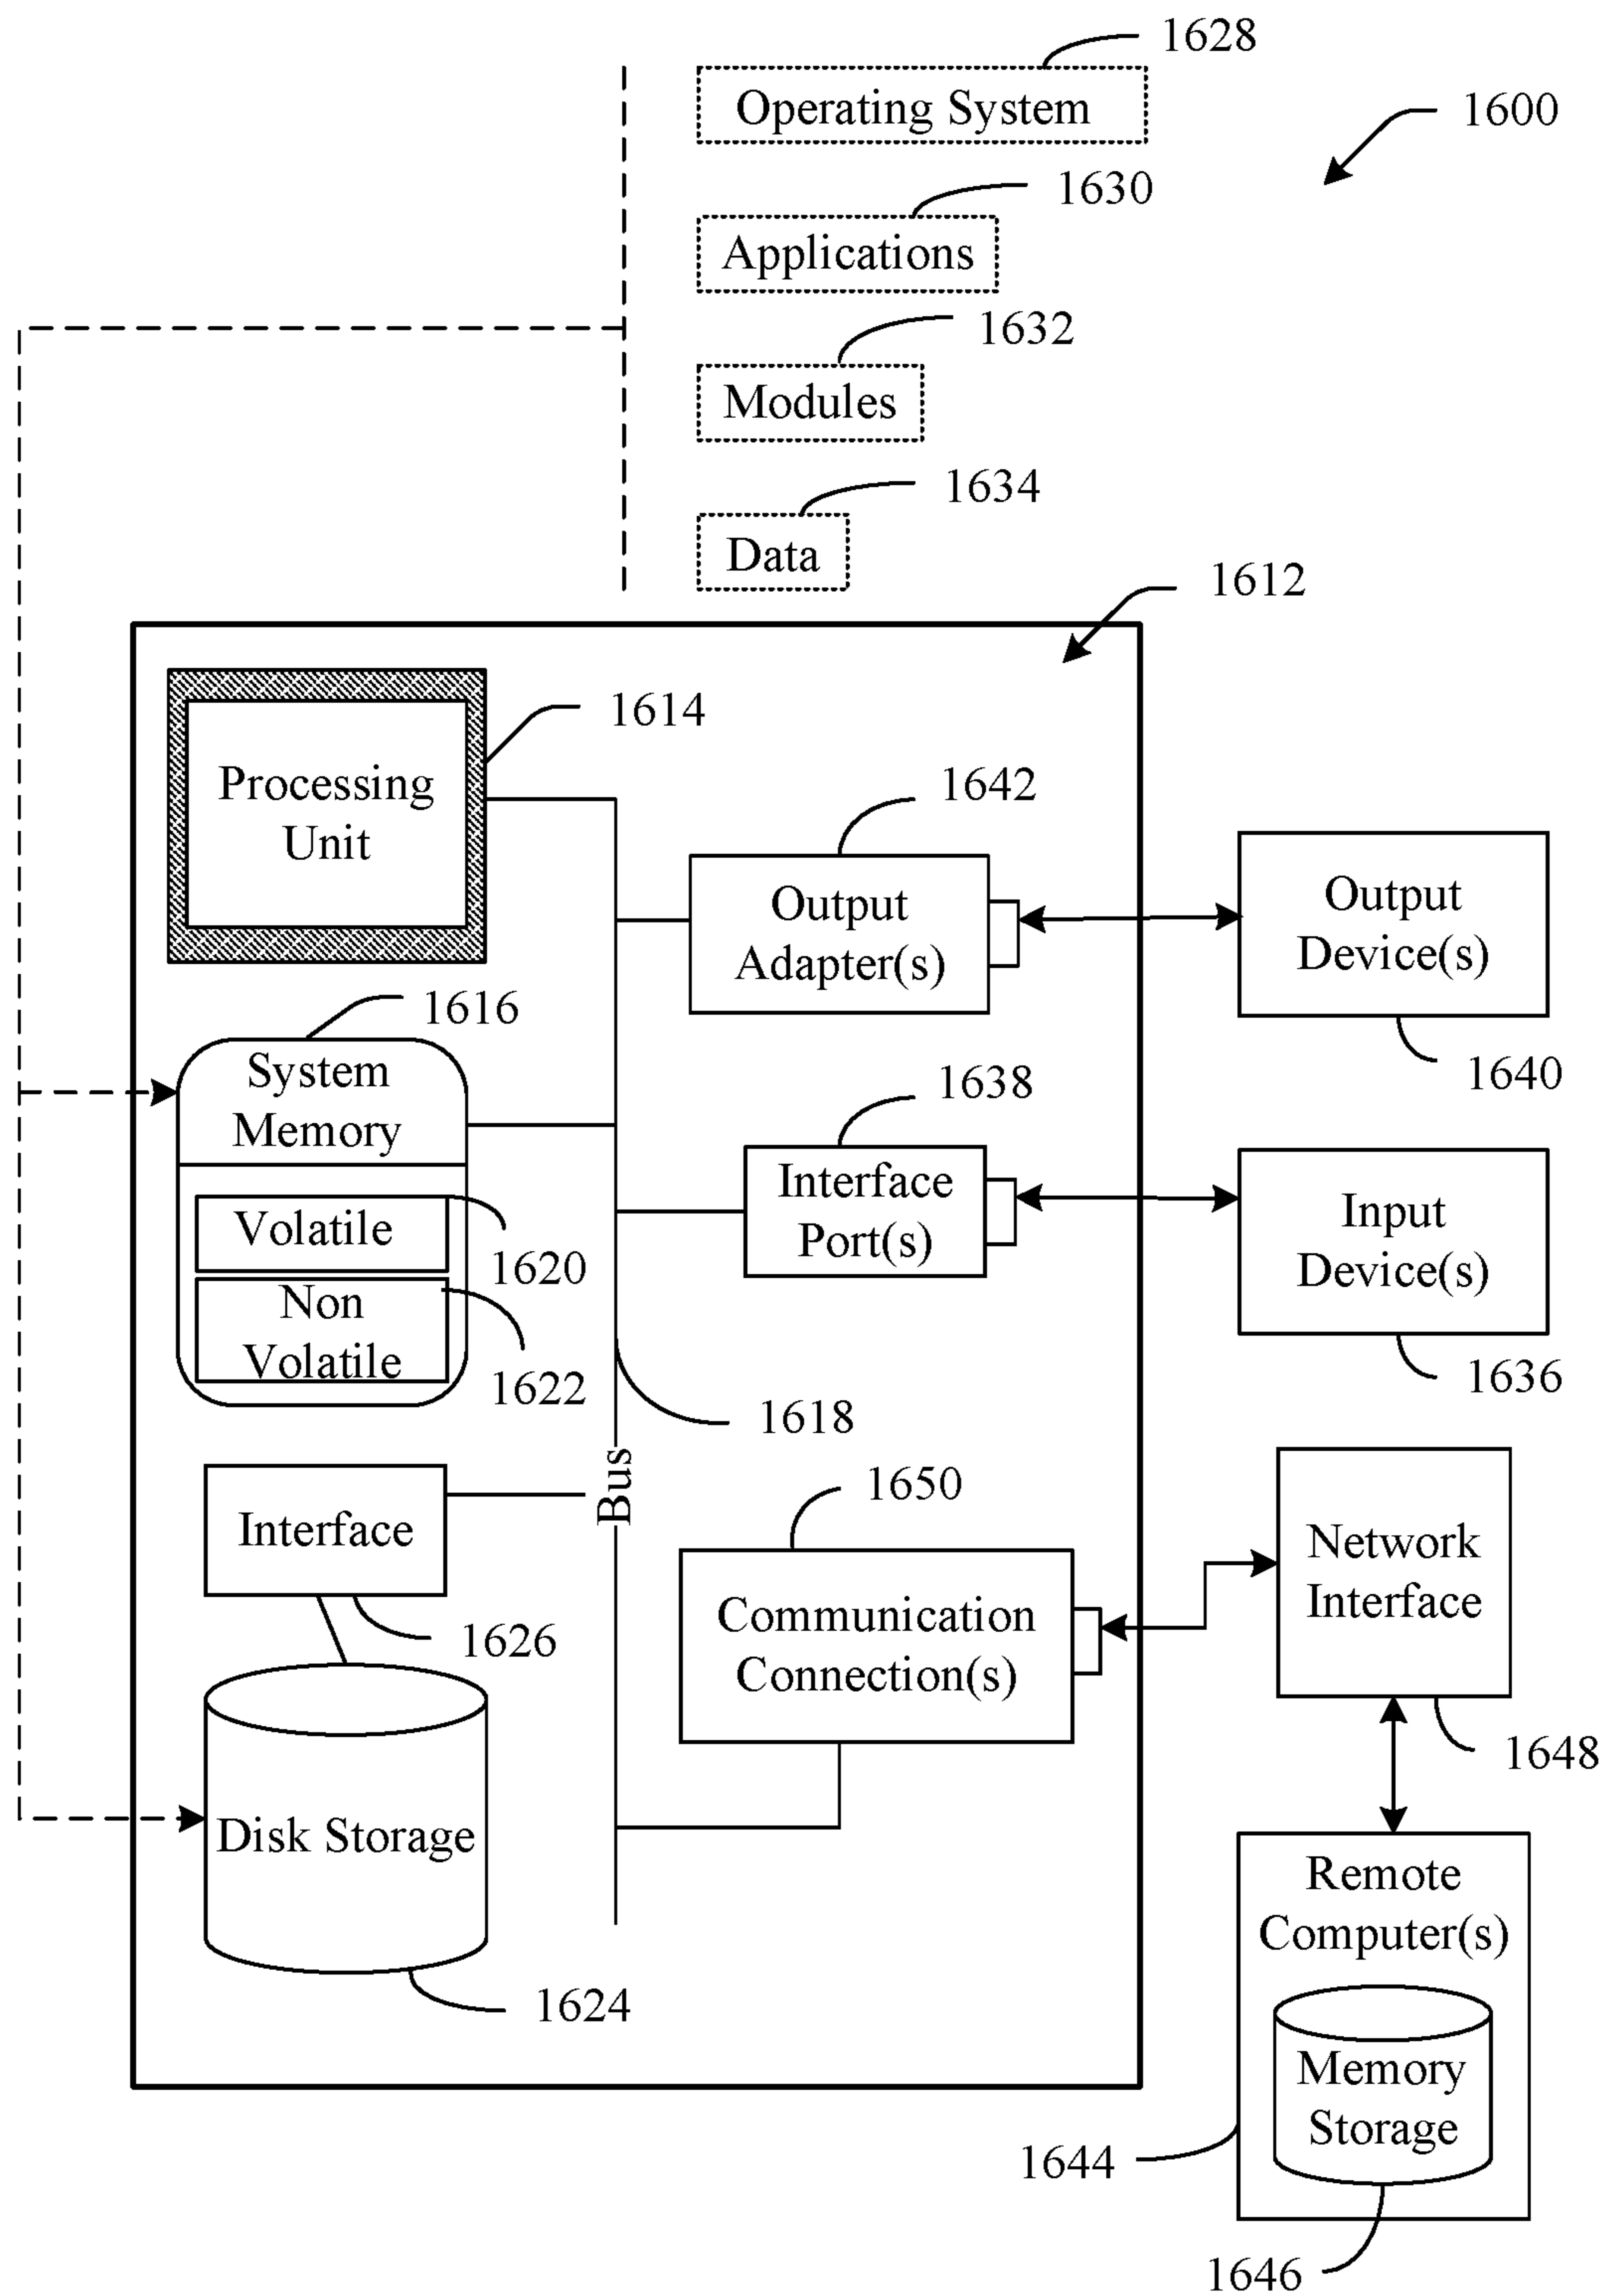 1628
Operating System
1600
1630
Applications
1632
Modules
1634
Data
1612
1614
Processing
Unit
1642
Output
Adapter(s)
Output
Device(s)
1640
1616
System
Memory
1638
Interface
Port(s)
Input
Device(s)
1636
Volatile
1620
Non
Volatile
1622
1618
Bus
Interface
1626
1650
Communication
Connection(s)
Network
Interface
1648
Disk Storage
1624
Remote
Computer(s)
Memory
Storage
1644
1646